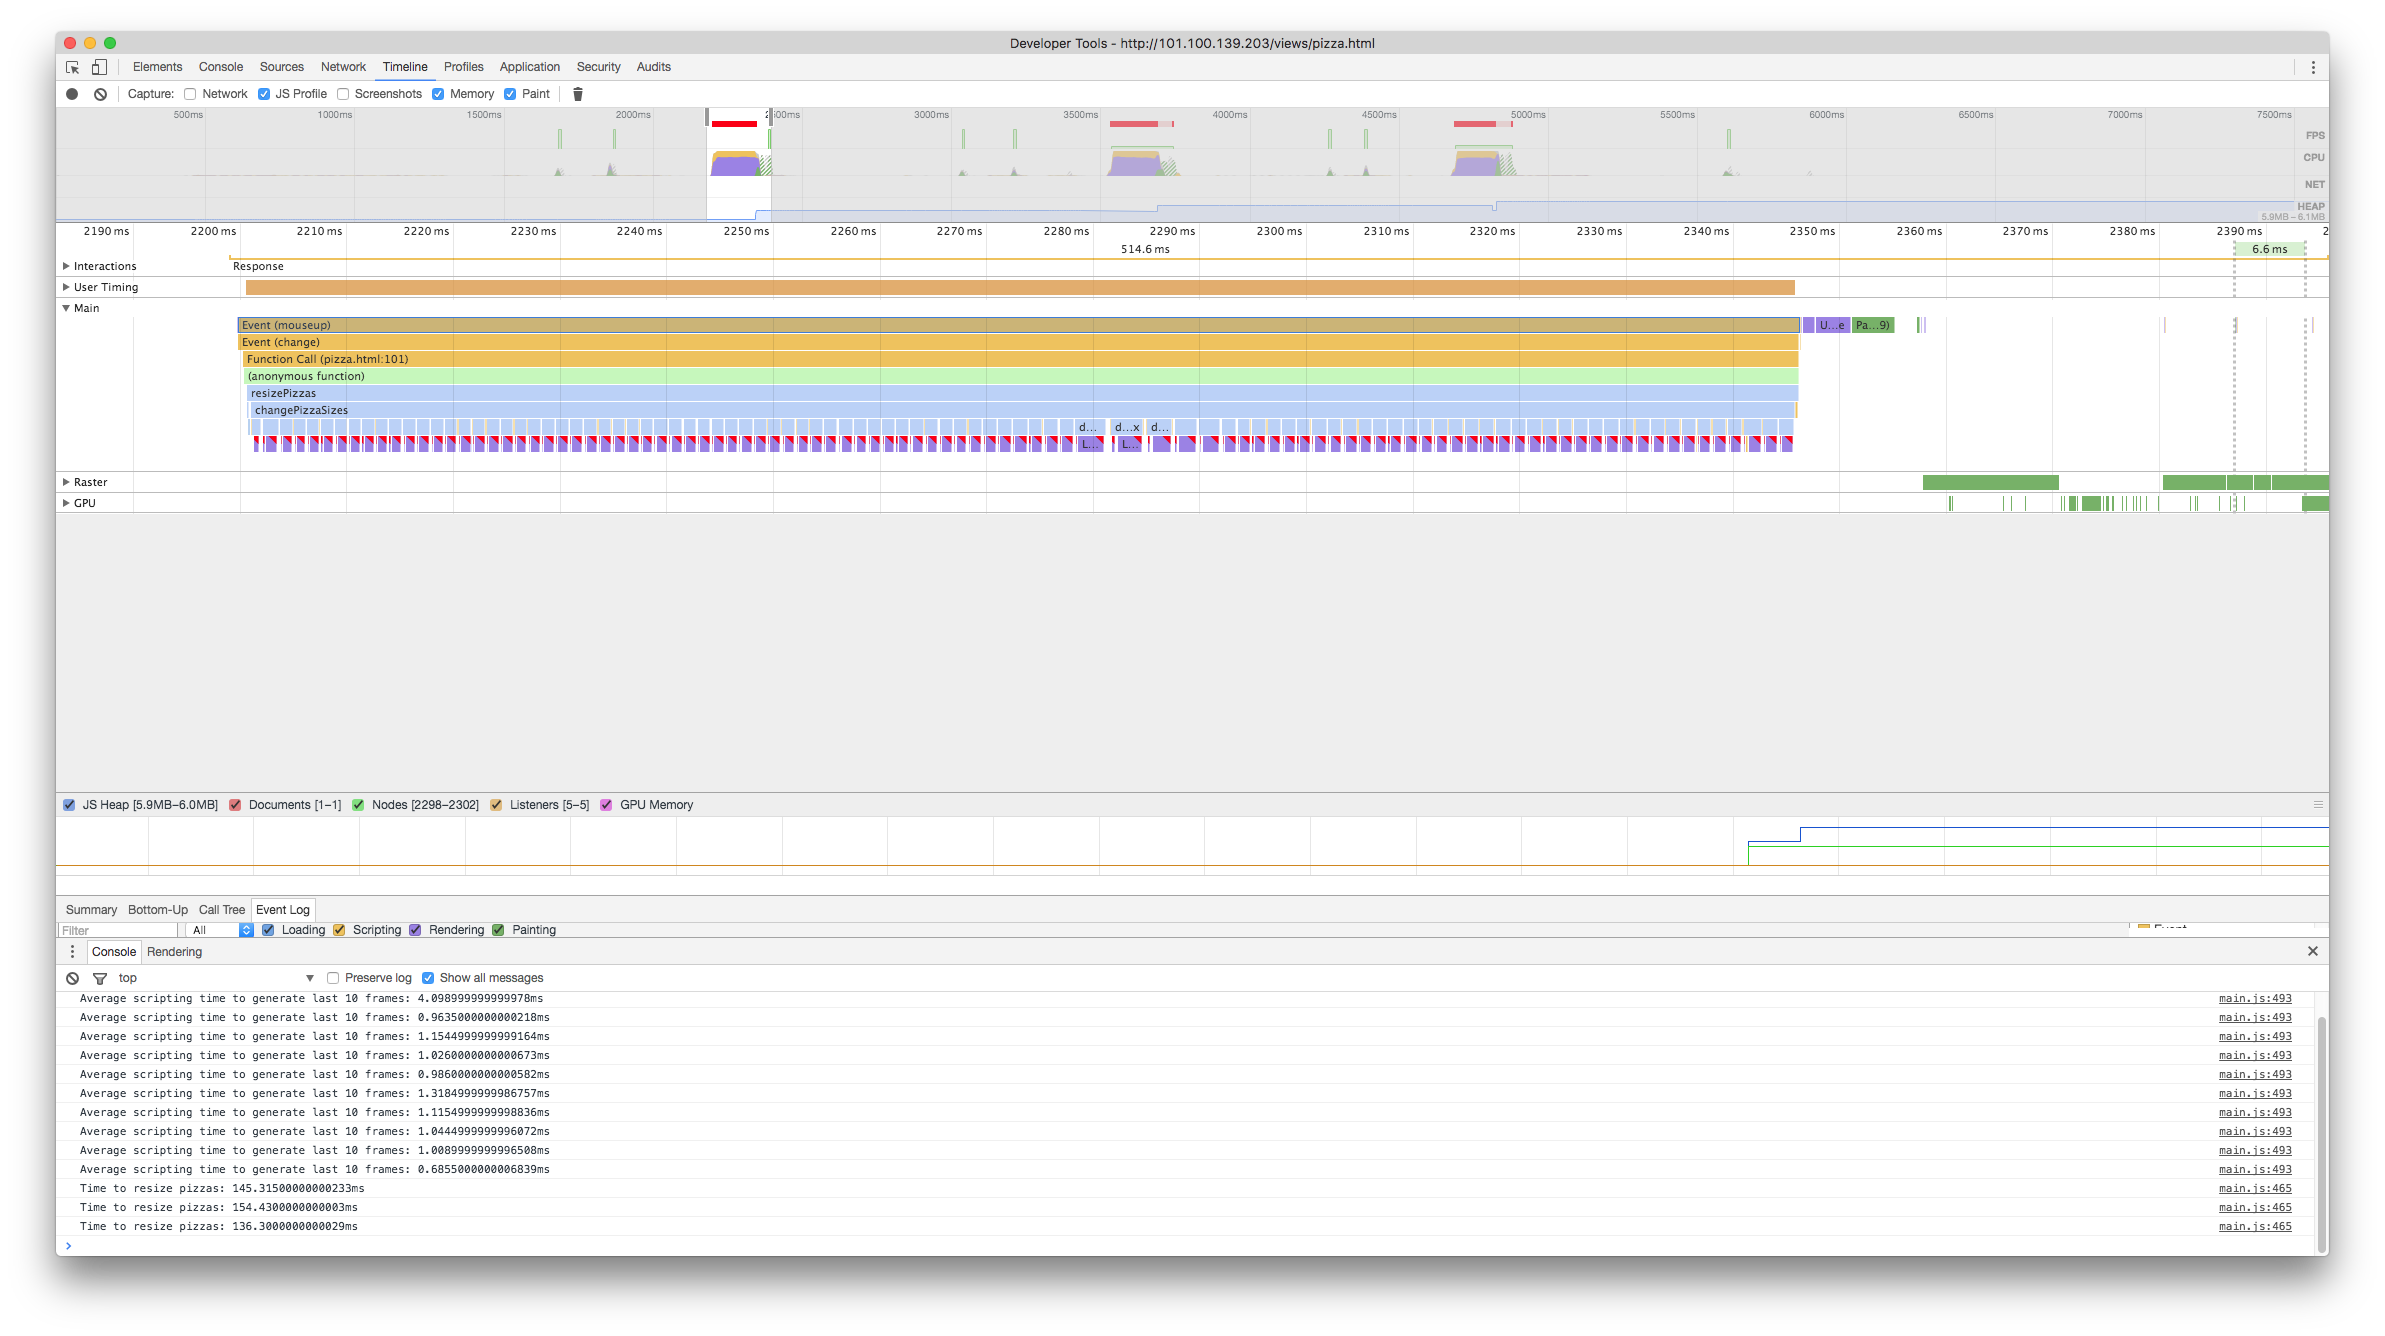 Developer Tools - http://101.100.139.203/views/pizza.html
Elements Console Sources Network Timeline Profiles Application Security Audits
Capture: Network JS Profile Screenshots Memory Paint
500ms 1000ms 1500ms 2000ms 3000ms 3500ms 4000ms 4500ms 5000ms 5500ms 6000ms 6500ms 7000ms 7500ms
FPS
CPU
NET
HEAP
5.9MB – 6.1MB
2190 ms 2200 ms 2210 ms 2220 ms 2230 ms 2240 ms 2250 ms 2260 ms 2270 ms 2280 ms 2290 ms 2300 ms 2310 ms 2320 ms 2330 ms 2340 ms 2350 ms 2360 ms 2370 ms 2380 ms 2390 ms 2
514.6 ms 6.6 ms
Interactions Response
User Timing
Main
Event (mouseup) U...e Pa...9)
Event (change)
Function Call (pizza.html:101)
(anonymous function)
resizePizzas
changePizzaSizes
d... d...x d...
L... L...
Raster
GPU
JS Heap [5.9MB–6.0MB] Documents [1–1] Nodes [2298–2302] Listeners [5–5] GPU Memory
Summary Bottom-Up Call Tree Event Log
Filter All Loading Scripting Rendering Painting
Console Rendering
top Preserve log Show all messages
Average scripting time to generate last 10 frames: 4.098999999999978ms main.js:493
Average scripting time to generate last 10 frames: 0.9635000000000218ms main.js:493
Average scripting time to generate last 10 frames: 1.1544999999999164ms main.js:493
Average scripting time to generate last 10 frames: 1.0260000000000673ms main.js:493
Average scripting time to generate last 10 frames: 0.9860000000000582ms main.js:493
Average scripting time to generate last 10 frames: 1.3184999999986757ms main.js:493
Average scripting time to generate last 10 frames: 1.1154999999998836ms main.js:493
Average scripting time to generate last 10 frames: 1.0444999999996072ms main.js:493
Average scripting time to generate last 10 frames: 1.0089999999996508ms main.js:493
Average scripting time to generate last 10 frames: 0.6855000000006839ms main.js:493
Time to resize pizzas: 145.31500000000233ms main.js:465
Time to resize pizzas: 154.4300000000003ms main.js:465
Time to resize pizzas: 136.3000000000029ms main.js:465